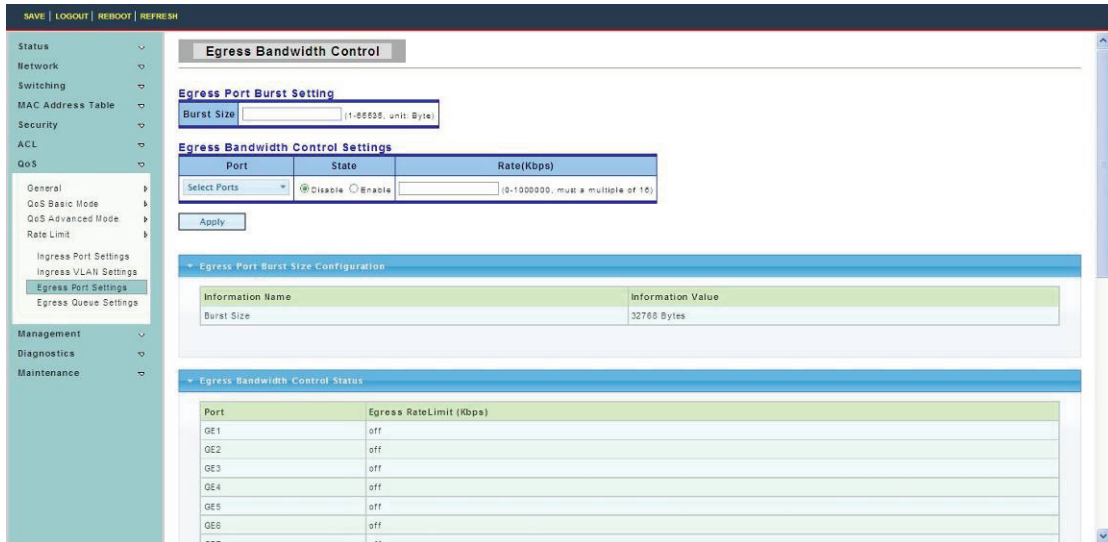 SAVE | LOGOUT | REBOOT | REFRESH
Status
Network
Switching
MAC Address Table
Security
ACL
QoS
General
QoS Basic Mode
QoS Advanced Mode
Rate Limit
Ingress Port Settings
Ingress VLAN Settings
Egress Port Settings
Egress Queue Settings
Management
Diagnostics
Maintenance
Egress Bandwidth Control
Egress Port Burst Setting
Burst Size (1-65535, unit: Byte)
Egress Bandwidth Control Settings
Port State Rate(Kbps)
Select Ports Disable Enable (0-1000000, must a multiple of 16)
Apply
Egress Port Burst Size Configuration
Information Name Information Value
Burst Size 32768 Bytes
Egress Bandwidth Control Status
Port Egress RateLimit (Kbps)
GE1 off
GE2 off
GE3 off
GE4 off
GE5 off
GE6 off